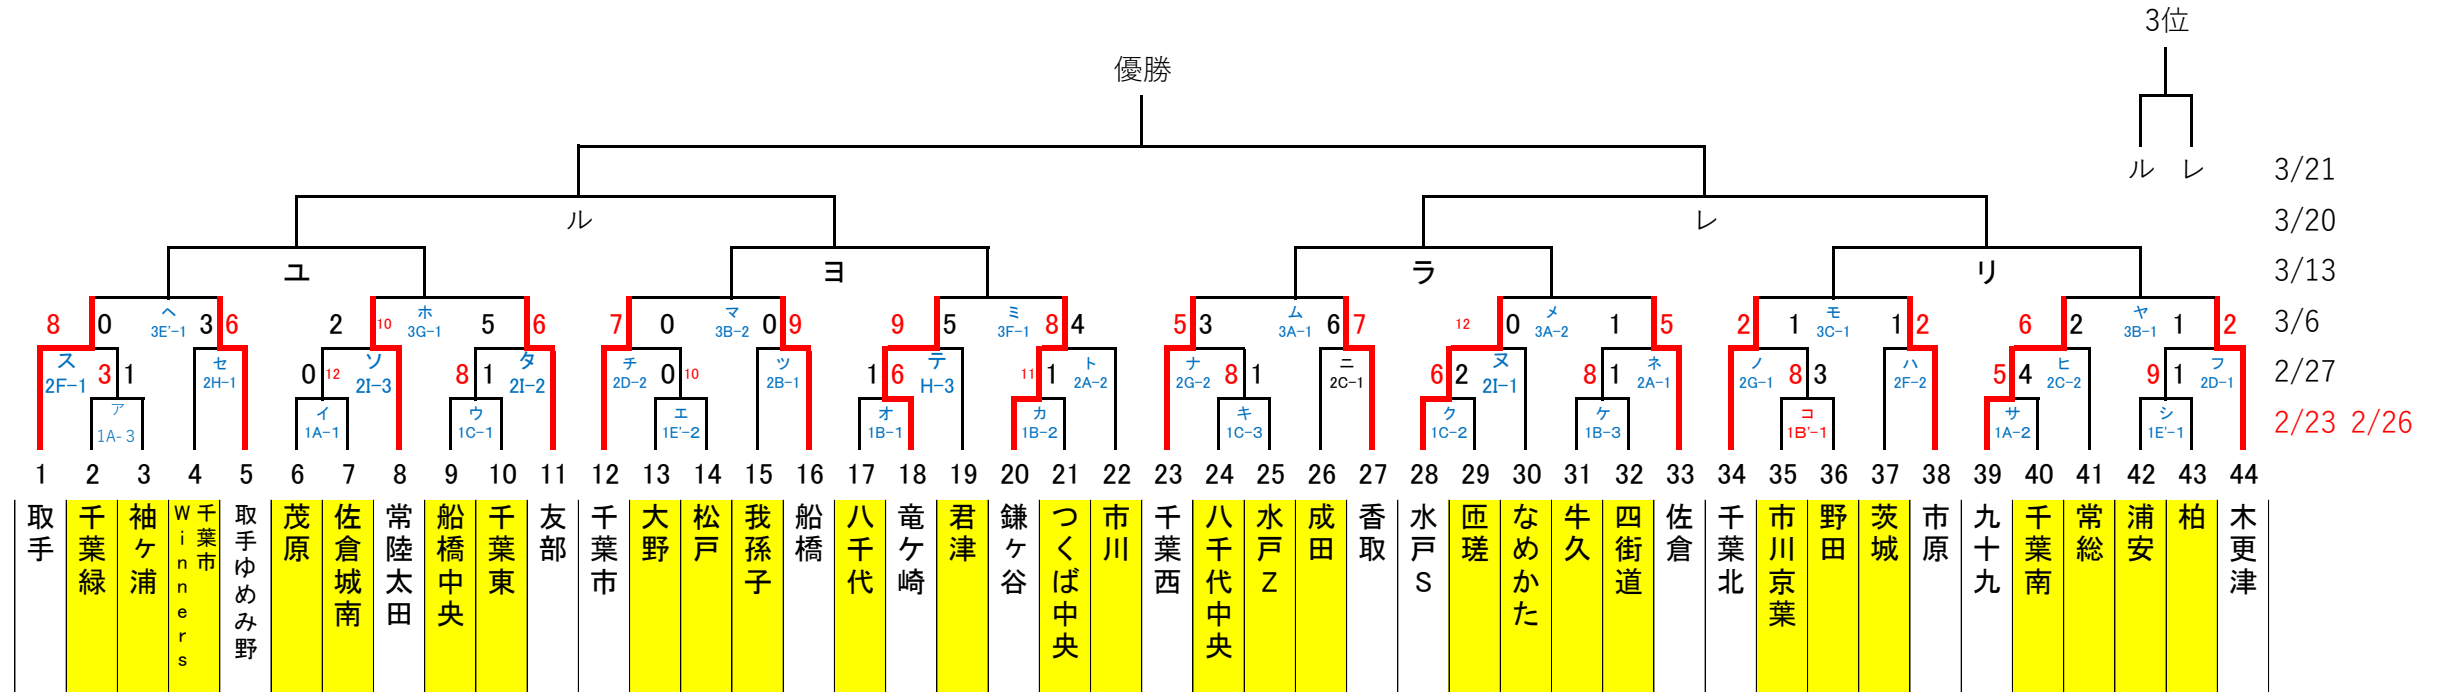 3位
優勝
ル レ 3/21
ル レ 3/20
ユ ヨ ラ リ 3/13
8 0 ヘ 3E'-1 3 6 2 10 ホ 3G-1 5 6 7 0 マ 3B-2 0 9 9 5 ミ 3F-1 8 4 5 3 ム 3A-1 6 7 12 0 メ 3A-2 1 5 2 1 モ 3C-1 1 2 6 2 ヤ 3B-1 1 2 3/6
ス 2F-1 3 1 セ 2H-1 0 12 ソ 2I-3 8 1 タ 2I-2 チ 2D-2 0 10 ツ 2B-1 1 6 テ H-3 11 1 ト 2A-2 ナ 2G-2 8 1 ニ 2C-1 6 2 ヌ 2I-1 8 1 ネ 2A-1 ノ 2G-1 8 3 ハ 2F-2 5 4 ヒ 2C-2 9 1 フ 2D-1 2/27
ア 1A-3 イ 1A-1 ウ 1C-1 エ 1E'-2 オ 1B-1 カ 1B-2 キ 1C-3 ク 1C-2 ケ 1B-3 コ 1B'-1 サ 1A-2 シ 1E'-1 2/23 2/26
1 2 3 4 5 6 7 8 9 10 11 12 13 14 15 16 17 18 19 20 21 22 23 24 25 26 27 28 29 30 31 32 33 34 35 36 37 38 39 40 41 42 43 44
取手
千葉緑
袖ヶ浦
千葉市
Winners
取手ゆめみ野
茂原
佐倉城南
常陸太田
船橋中央
千葉東
友部
千葉市
大野
松戸
我孫子
船橋
八千代
竜ケ崎
君津
鎌ヶ谷
つくば中央
市川
千葉西
八千代中央
水戸Z
成田
香取
水戸S
匝瑳
なめかた
牛久
四街道
佐倉
千葉北
市川京葉
野田
茨城
市原
九十九
千葉南
常総
浦安
柏
木更津